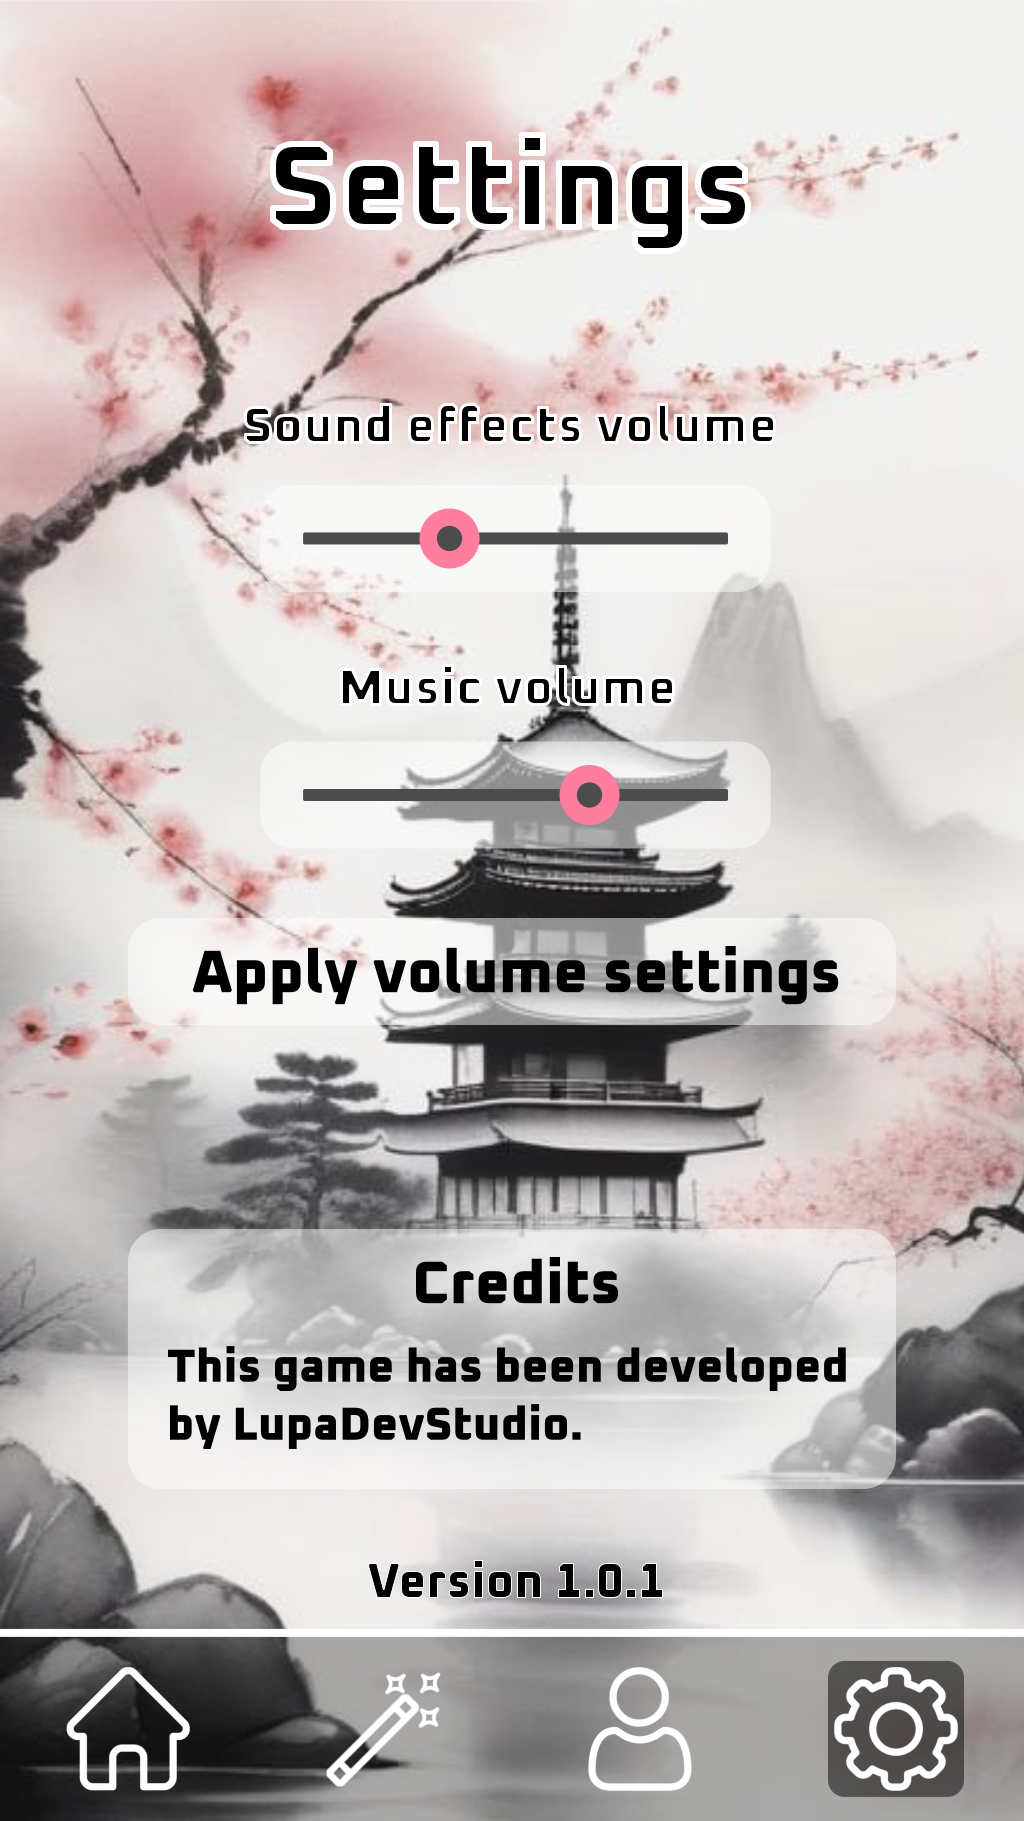 Settings
Sound effects volume
Music volume
Apply volume settings
Credits
This game has been developed
by LupaDevStudio.
Version 1.0.1